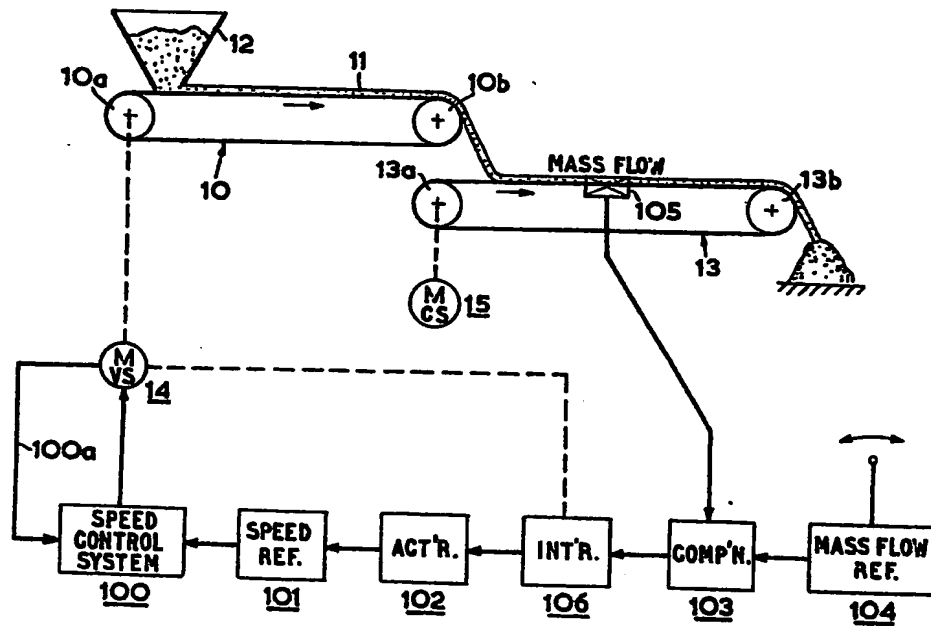 12
11
10a
10b
10
MASS FLOW
13a
13b
105
13
M
CS
15
M
VS
14
100a
SPEED
CONTROL
SYSTEM
100
SPEED
REF.
101
ACT'R.
102
INT'R.
106
COMP'N.
103
MASS FLOW
REF.
104